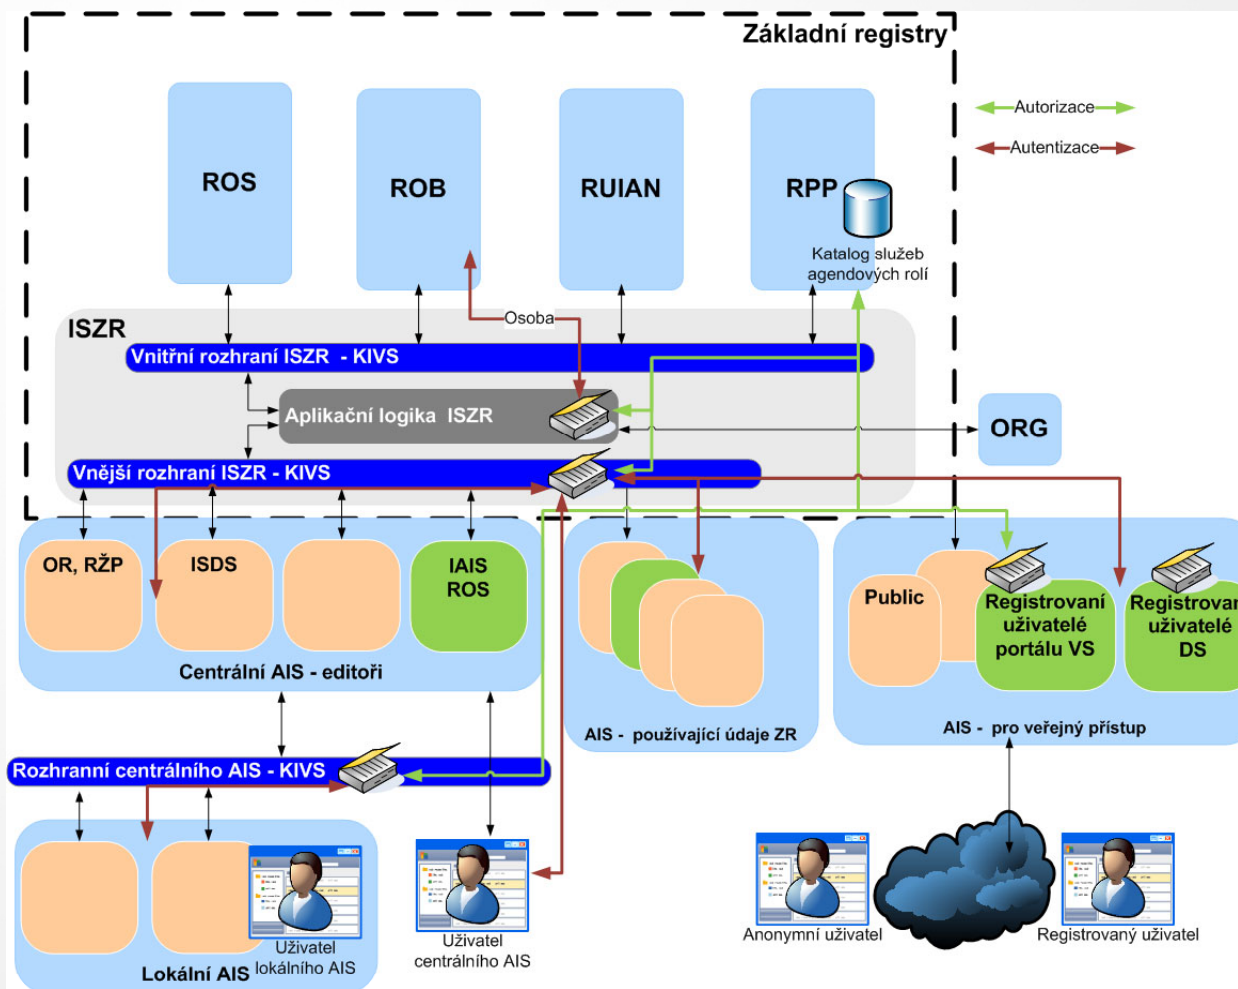 Základní registry
Autorizace
Autentizace
ROS
ROB
RUIAN
RPP
Katalog služeb
agendových rolí
Osoba
ISZR
Vnitřní rozhraní ISZR - KIVS
Aplikační logika ISZR
ORG
Vnější rozhraní ISZR - KIVS
OR, RŽP
ISDS
IAIS
ROS
Centrální AIS - editoři
AIS - používající údaje ZR
Public
Registrovaní
uživatelé
portálu VS
Registrovan
uživatelé
DS
AIS - pro veřejný přístup
Rozhranní centrálního AIS - KIVS
Uživatel
lokálního AIS
Lokální AIS
Uživatel
centrálního AIS
Anonymní uživatel
Registrovaný uživatel